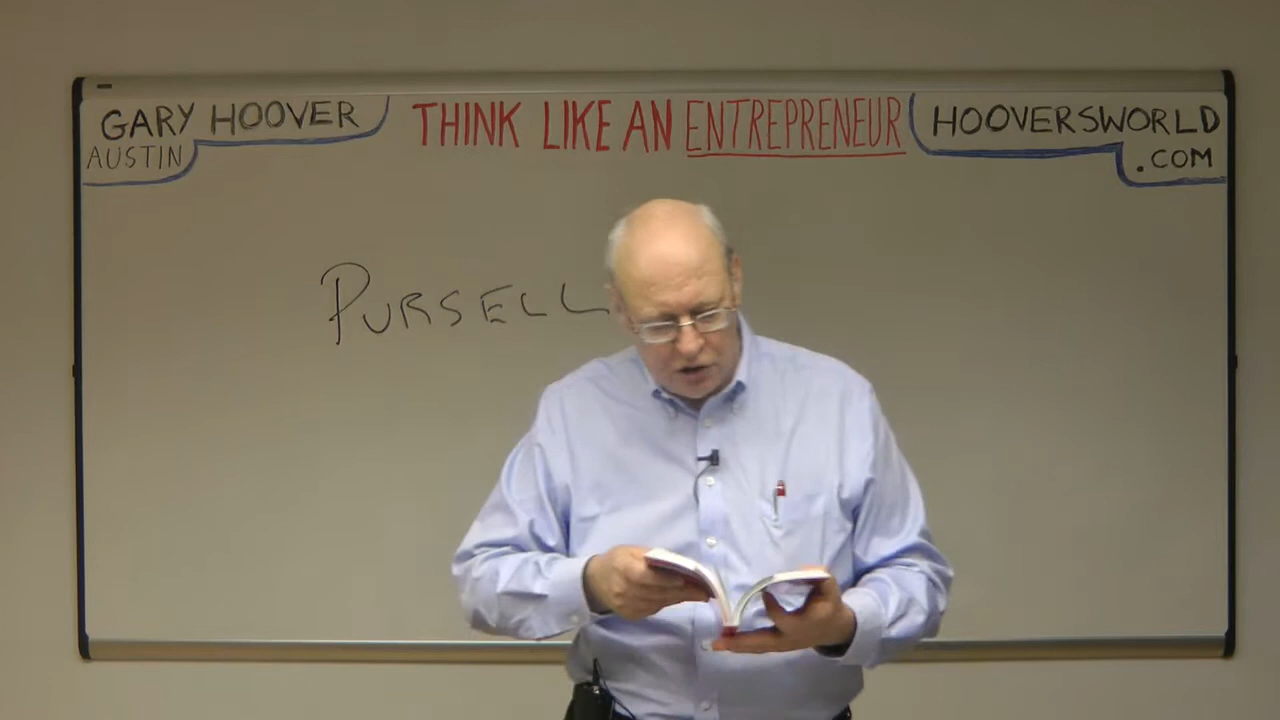 GARY HOOVER
AUSTIN
THINK LIKE AN ENTREPRENEUR
HOOVERSWORLD
.COM
PURSELL